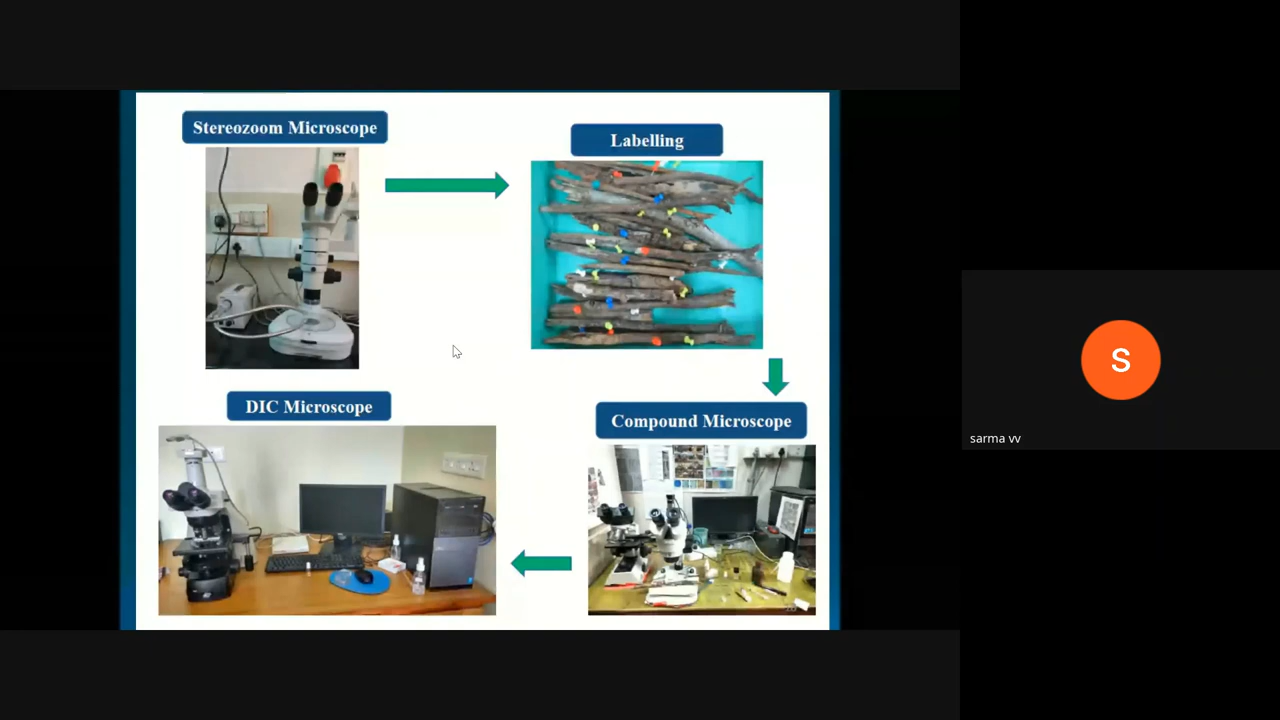 Stereozoom Microscope
Labelling
DIC Microscope
Compound Microscope
S
sarma vv